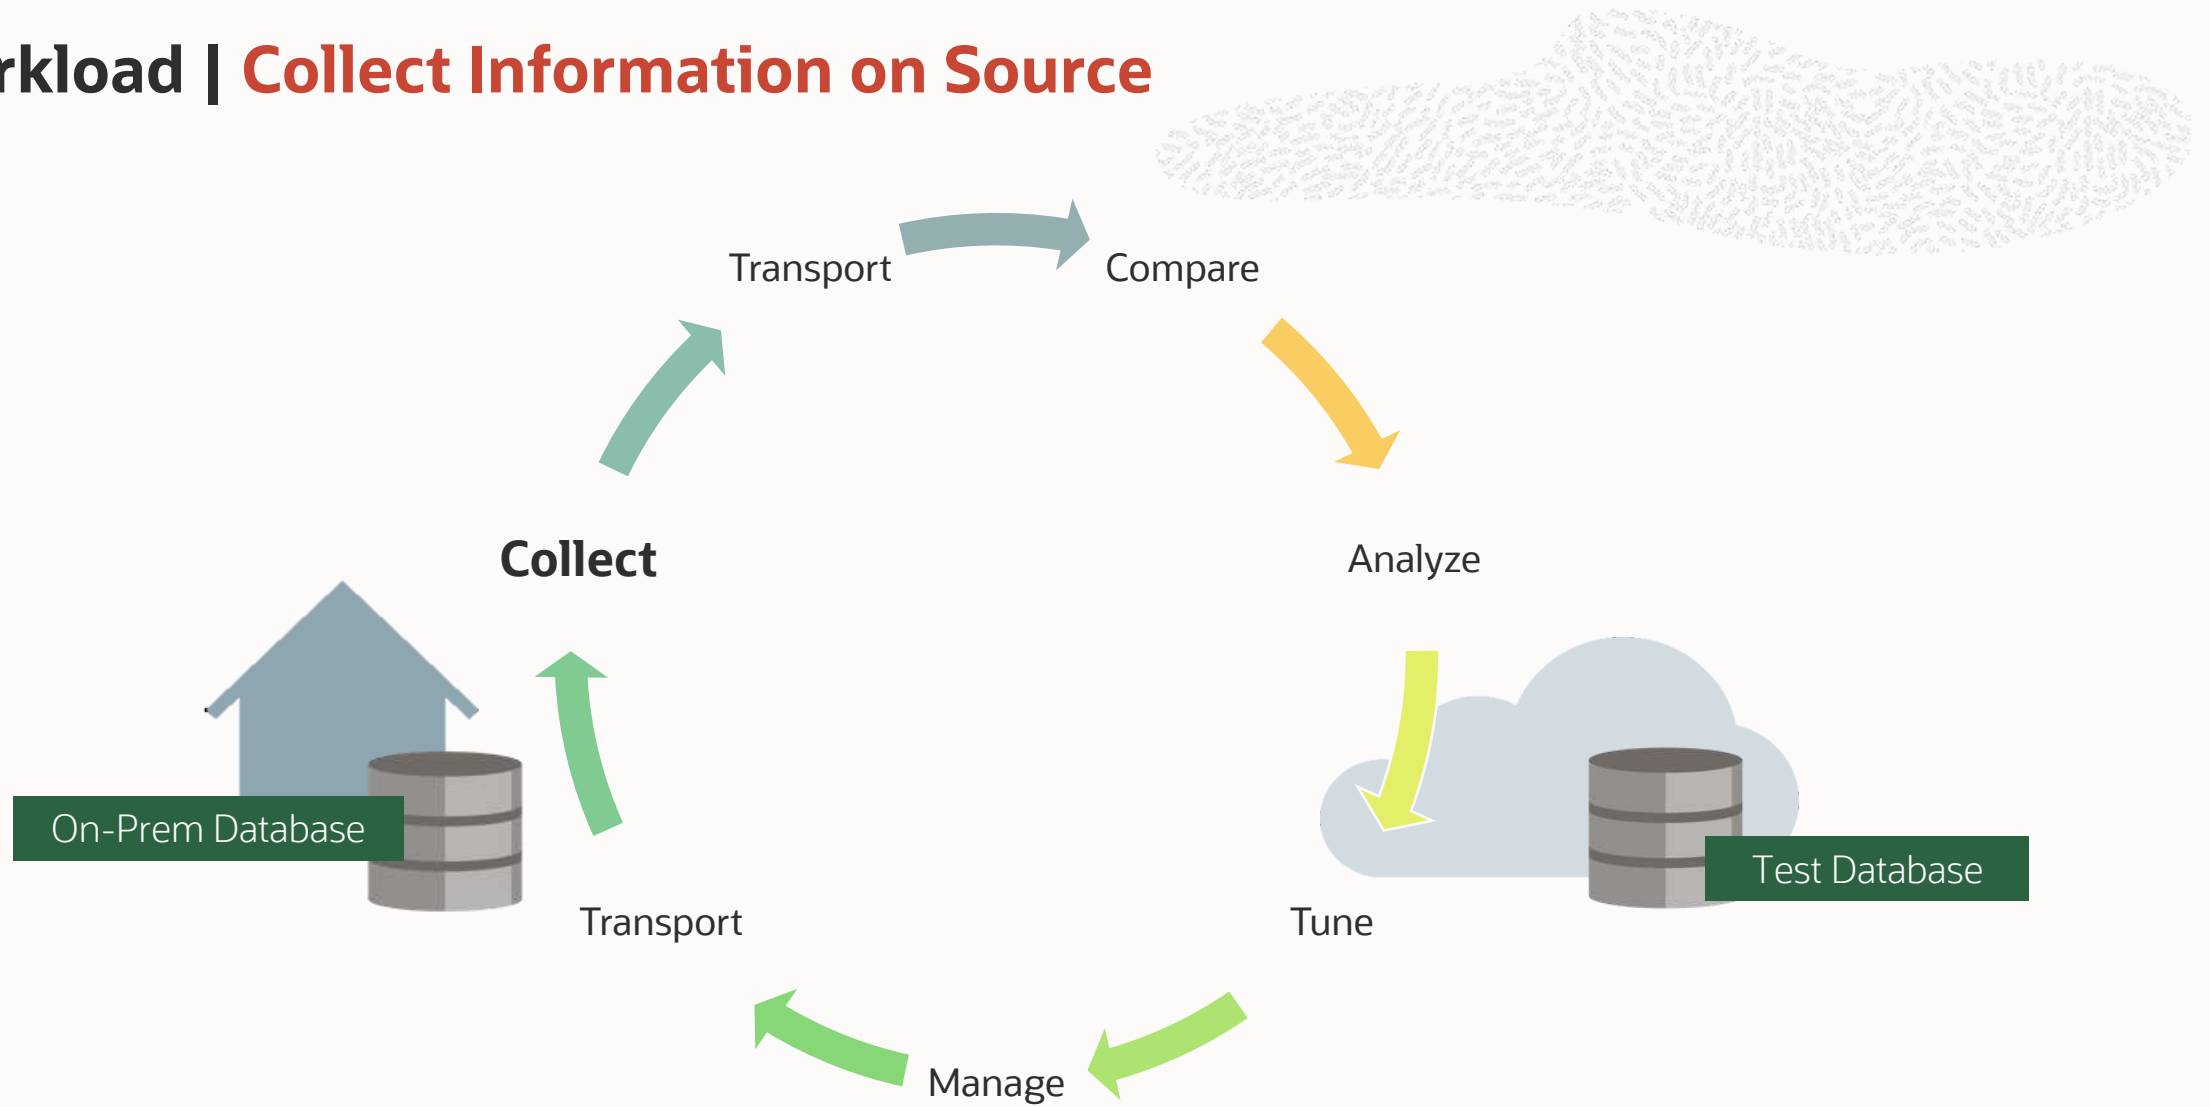 rkload | Collect Information on Source
Transport
Compare
Collect
Analyze
On-Prem Database
Test Database
Transport
Tune
Manage